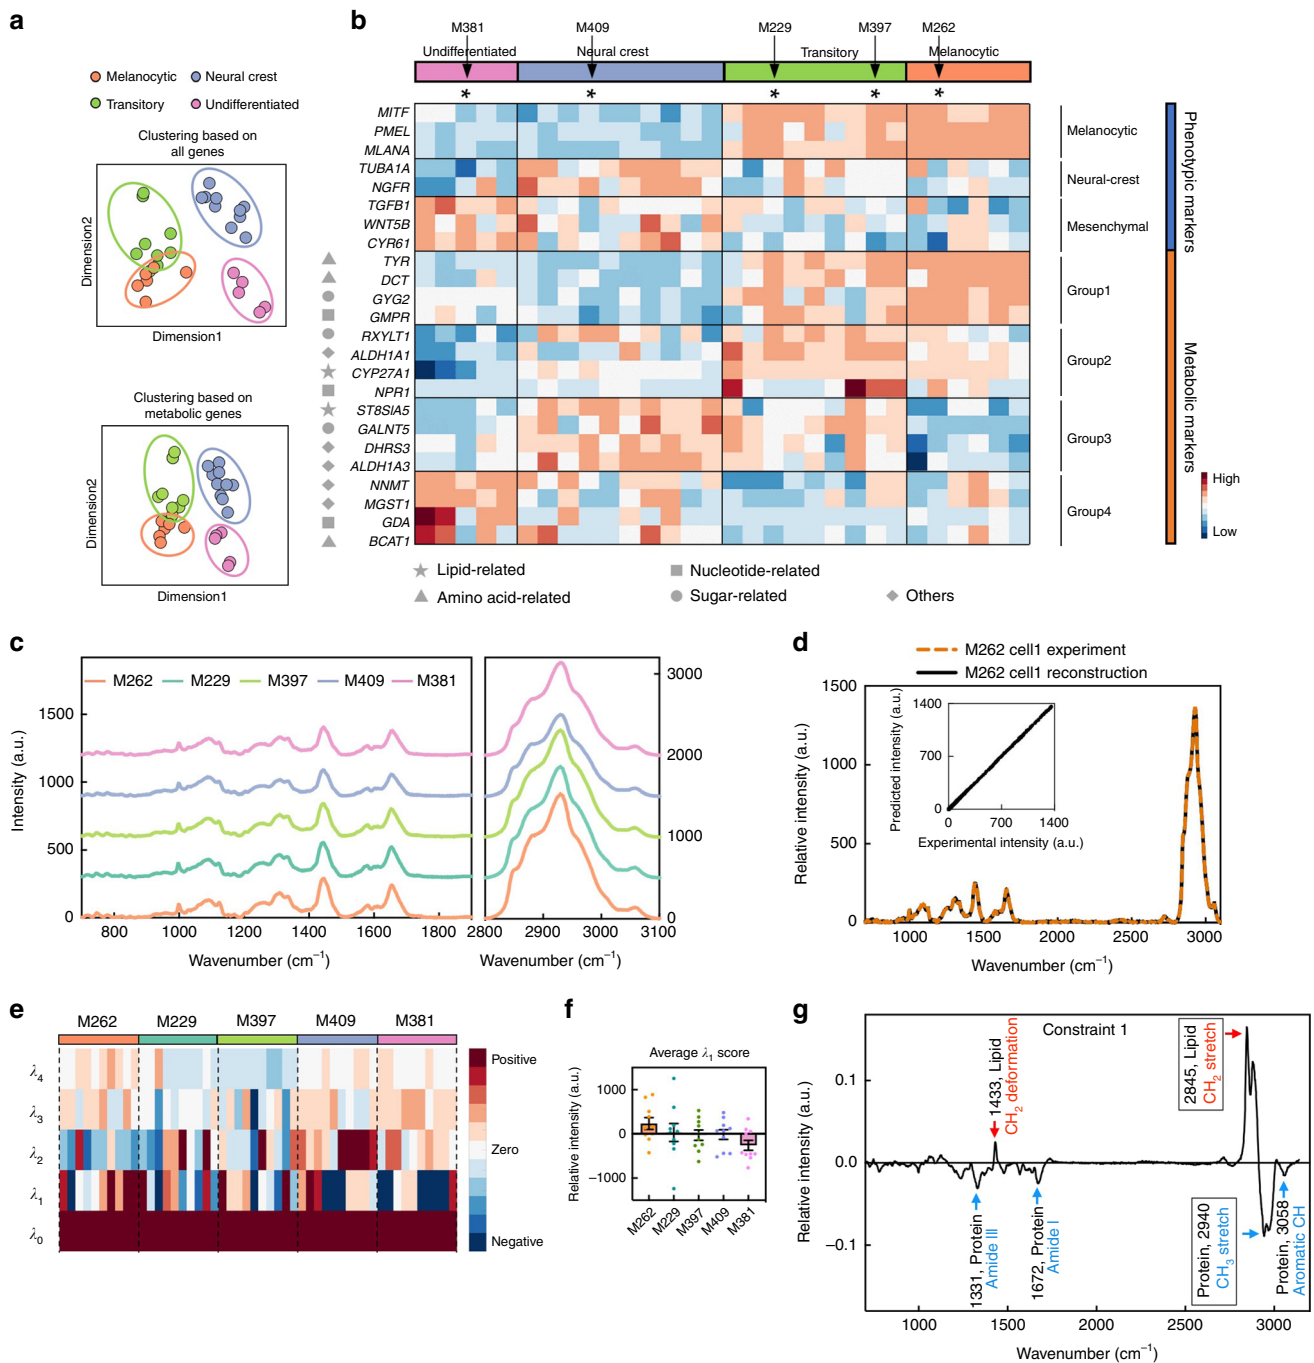 a
Melanocytic
Neural crest
Transitory
Undifferentiated
Clustering based on
all genes
Dimension2
Dimension1
Clustering based on
metabolic genes
Dimension2
Dimension1
b
M381
M409
M229
M397
M262
Undifferentiated
Neural crest
Transitory
Melanocytic
* * * * *
MITF
PMEL
MLANA
TUBA1A
NGFR
TGFB1
WNT5B
CYR61
TYR
DCT
GYG2
GMPR
RXYLT1
ALDH1A1
CYP27A1
NPR1
ST8SIA5
GALNT5
DHRS3
ALDH1A3
NNMT
MGST1
GDA
BCAT1
Melanocytic
Neural-crest
Mesenchymal
Group1
Group2
Group3
Group4
Phenotypic markers
Metabolic markers
High
Low
Lipid-related
Nucleotide-related
Amino acid-related
Sugar-related
Others
c
M262 M229 M397 M409 M381
Intensity (a.u.)
1500
1000
500
0
3000
2000
1000
0
800 1000 1200 1400 1600 1800
2800 2900 3000 3100
Wavenumber (cm−1)
Wavenumber (cm−1)
d
M262 cell1 experiment
M262 cell1 reconstruction
Relative intensity (a.u.)
1500
1000
500
0
Predicted intensity (a.u.)
1400
700
0
0 700 1400
Experimental intensity (a.u.)
1000 1500 2000 2500 3000
Wavenumber (cm−1)
e
M262 M229 M397 M409 M381
λ4
λ3
λ2
λ1
λ0
Positive
Zero
Negative
f
Average λ1 score
Relative intensity (a.u.)
1000
0
−1000
M262
M229
M397
M409
M381
g
Constraint 1
Relative intensity (a.u.)
0.1
0.0
−0.1
1433, Lipid
CH2 deformation
2845, Lipid
CH2 stretch
1331, Protein
Amide III
1672, Protein
Amide I
Protein, 2940
CH3 stretch
Protein, 3058
Aromatic CH
1000 1500 2000 2500 3000
Wavenumber (cm−1)